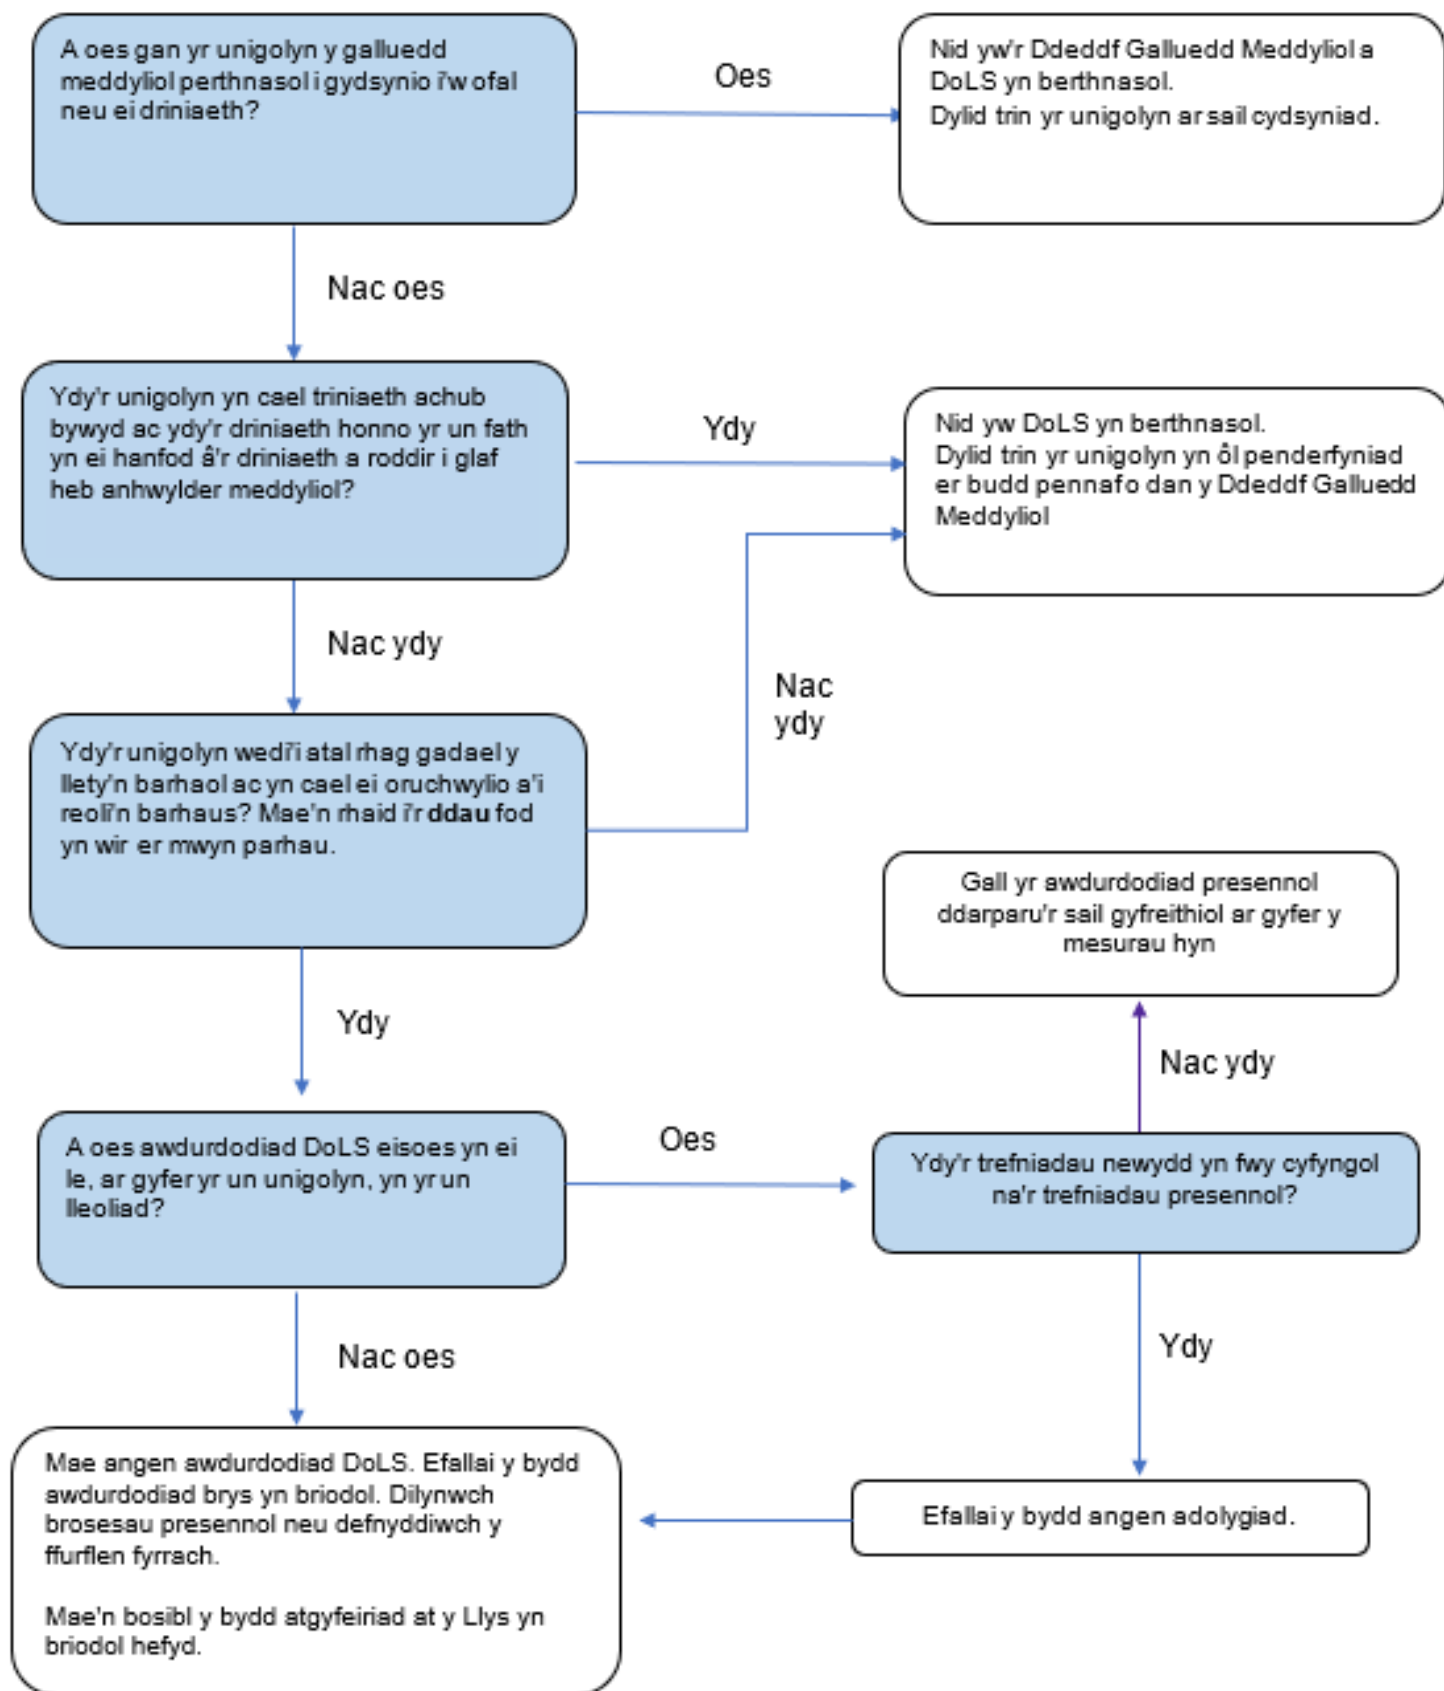 A oes gan yr unigolyn y galluedd
meddyliol perthnasol i gydsynio i'w ofal
neu ei driniaeth?
Oes
Nid yw'r Ddeddf Galluedd Meddyliol a
DoLS yn berthnasol.
Dylid trin yr unigolyn ar sail cydsyniad.
Nac oes
Ydy'r unigolyn yn cael triniaeth achub
bywyd ac ydy'r driniaeth honno yr un fath
yn ei hanfod â'r driniaeth a roddir i glaf
heb anhwylder meddyliol?
Ydy
Nid yw DoLS yn berthnasol.
Dylid trin yr unigolyn yn ôl penderfyniad
er budd pennaf o dan y Ddeddf Galluedd
Meddyliol
Nac ydy
Nac
ydy
Ydy'r unigolyn wedi'i atal rhag gadael y
llety'n barhaol ac yn cael ei oruchwylio a'i
reoli'n barhaus? Mae'n rhaid i'r ddau fod
yn wir er mwyn parhau.
Gall yr awdurdodiad presennol
ddarparu'r sail gyfreithiol ar gyfer y
mesurau hyn
Ydy
Nac ydy
A oes awdurdodiad DoLS eisoes yn ei
le, ar gyfer yr un unigolyn, yn yr un
lleoliad?
Oes
Ydy'r trefniadau newydd yn fwy cyfyngol
na'r trefniadau presennol?
Nac oes
Ydy
Mae angen awdurdodiad DoLS. Efallai y bydd
awdurdodiad brys yn briodol. Dilynwch
brosesau presennol neu defnyddiwch y
ffurflen fyrrach.
Mae'n bosibl y bydd atgyfeiriad at y Llys yn
briodol hefyd.
Efallai y bydd angen adolygiad.